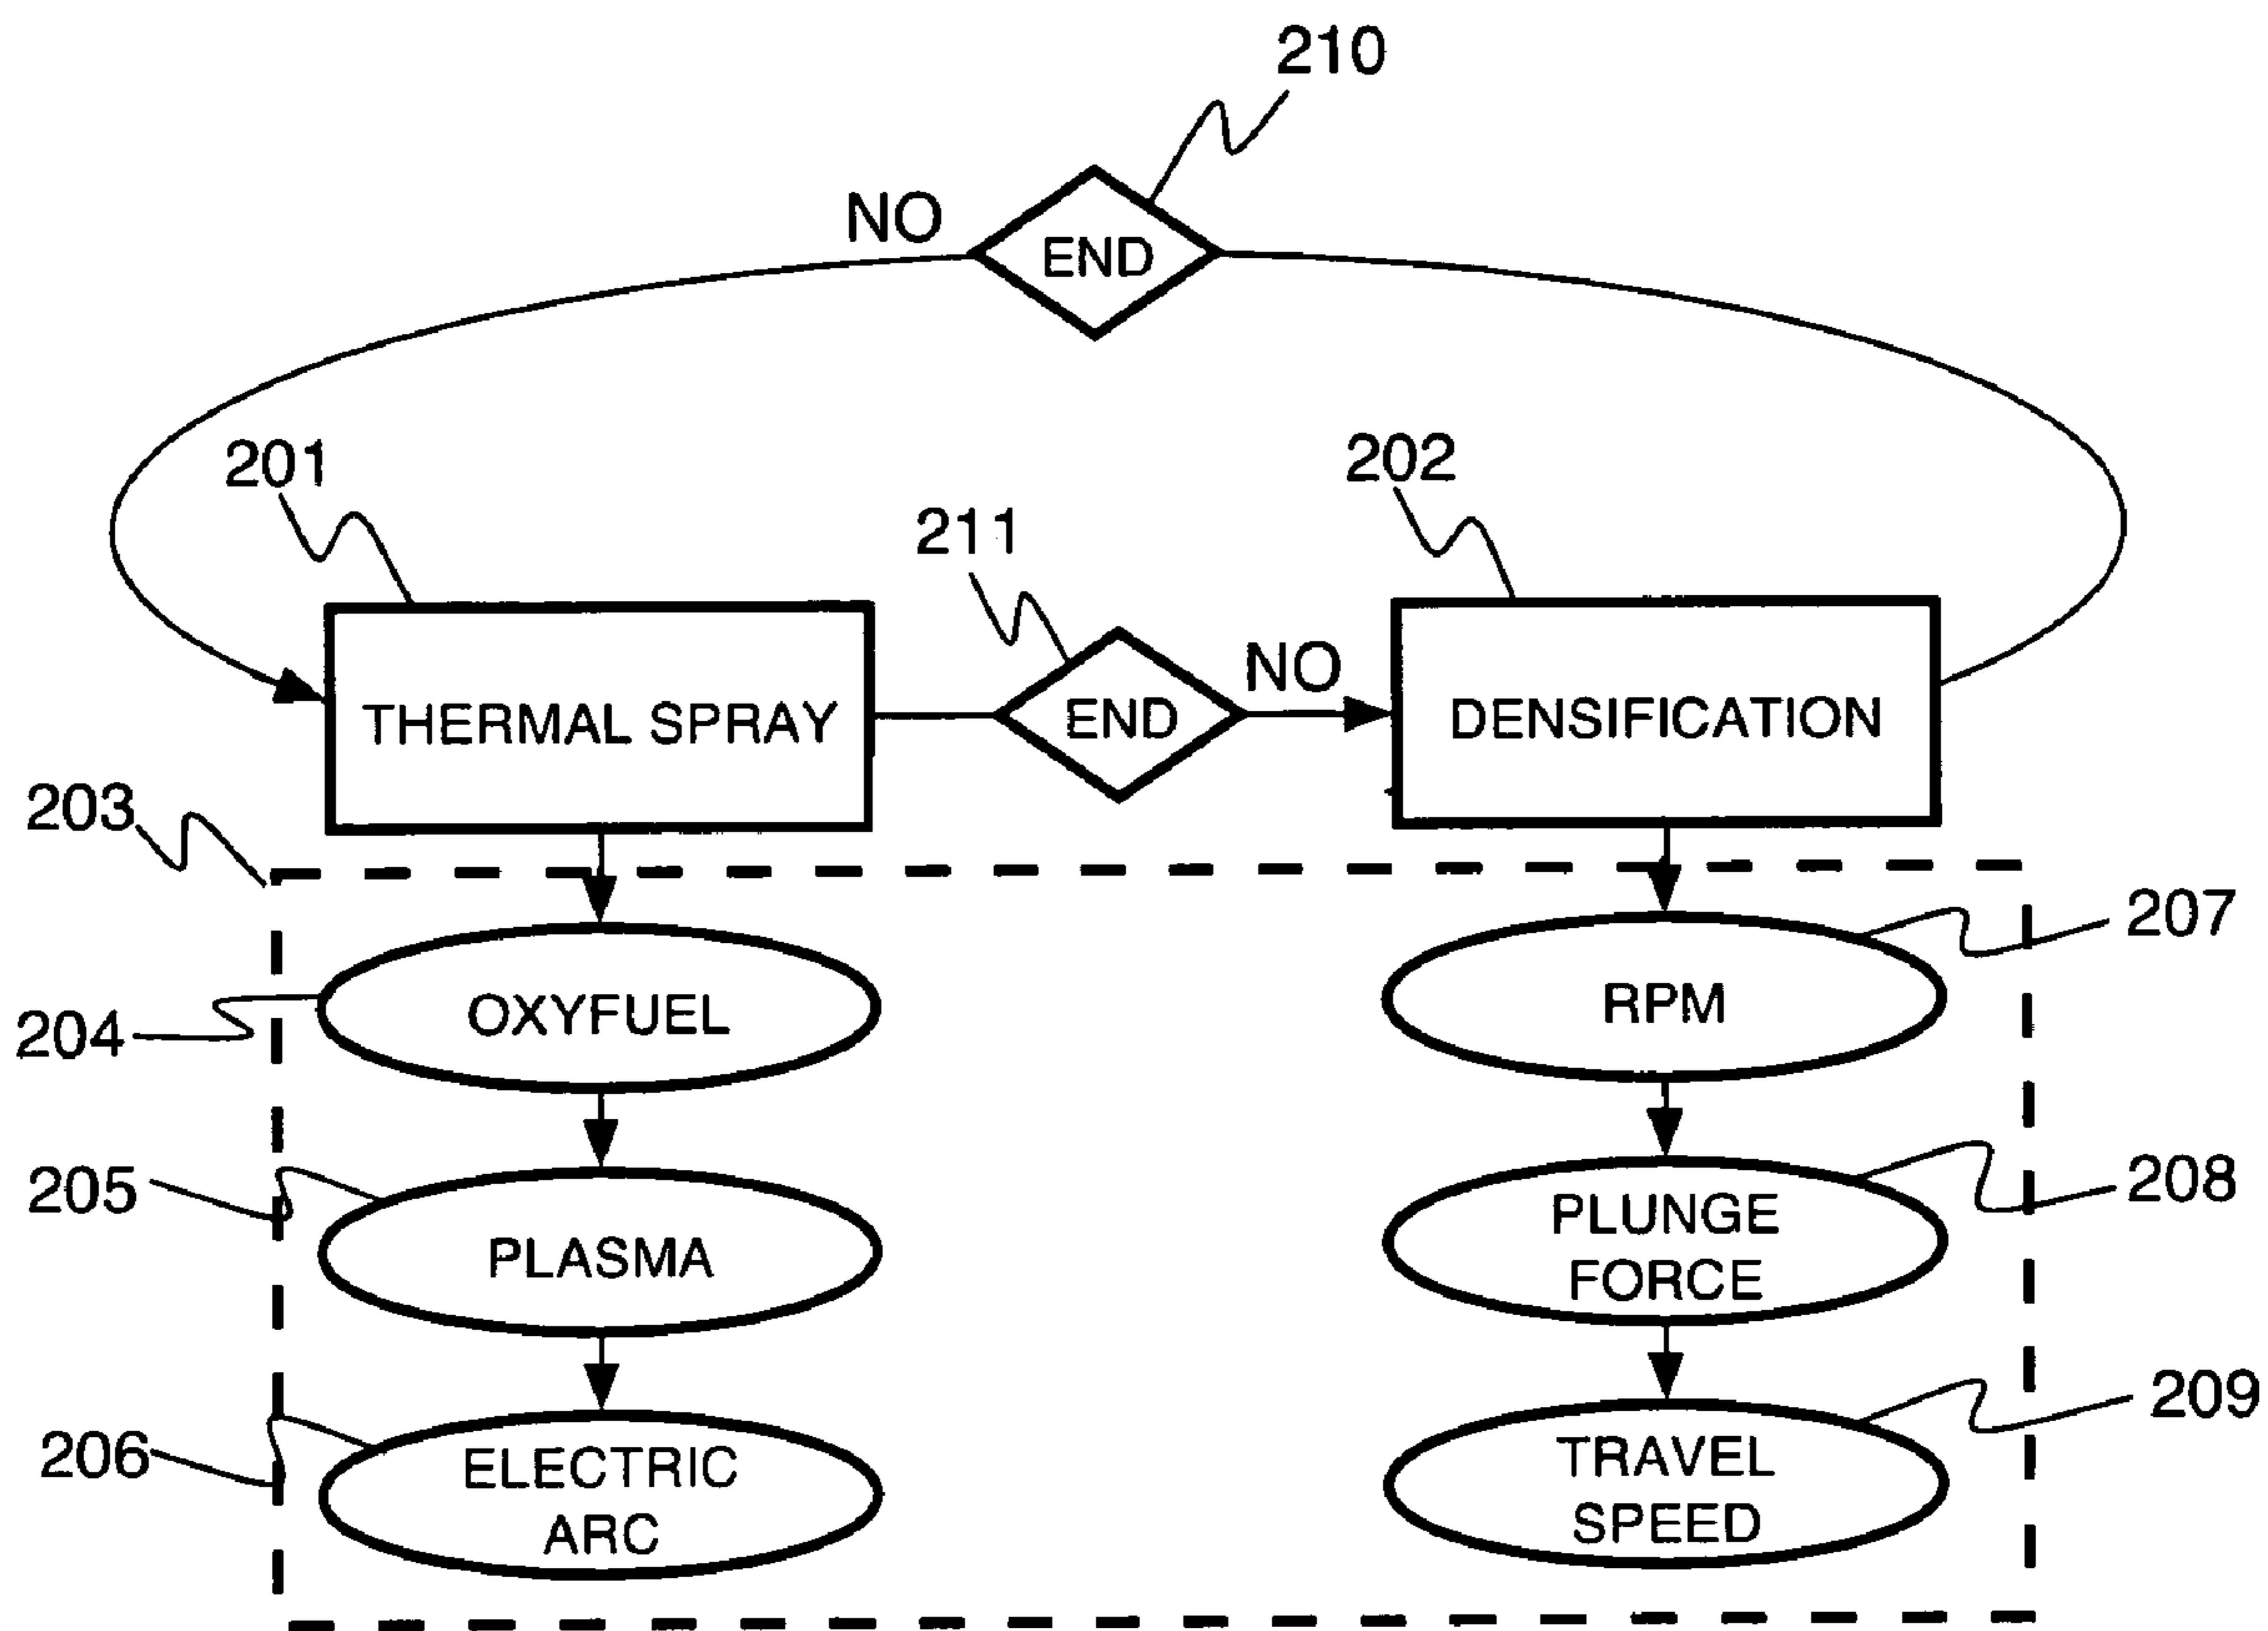 210
NO
END
201
202
211
NO
THERMAL SPRAY
END
DENSIFICATION
203
207
OXYFUEL
RPM
204
205
PLASMA
PLUNGE
FORCE
208
206
ELECTRIC
ARC
TRAVEL
SPEED
209